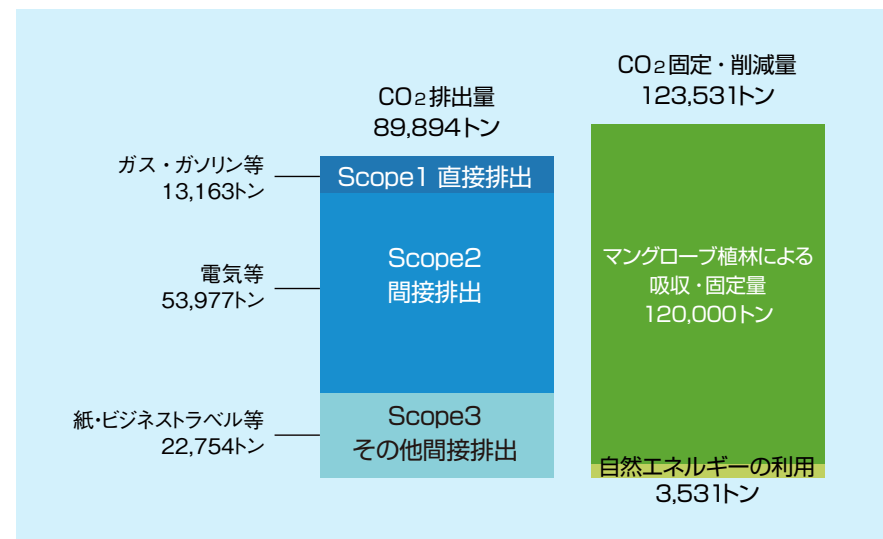 CO2排出量
89,894トン
ガス・ガソリン等
13,163トン
Scope1 直接排出
電気等
53,977トン
Scope2
間接排出
紙・ビジネストラベル等
22,754トン
Scope3
その他間接排出
CO2固定・削減量
123,531トン
マングローブ植林による
吸収・固定量
120,000トン
自然エネルギーの利用
3,531トン